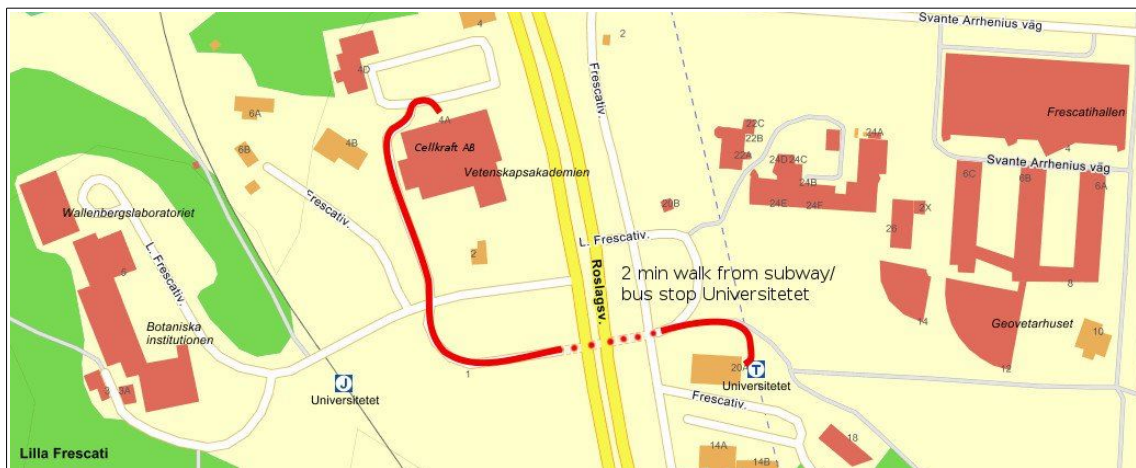 Svante Arrhenius väg
4
2
4D
Frescativ.
Frescatihallen
4
6A
4B
6B
4A
Cellkraft AB
Vetenskapsakademien
22C
22B
22A
24A
24D
24C
24B
24E
24F
Svante Arrhenius väg
6C
6B
6A
Wallenbergslaboratoriet
Frescativ.
20B
2X
26
L. Frescativ.
L. Frescativ.
2
Roslagsv.
2 min walk from subway/
bus stop Universitetet
6
8
Botaniska
institutionen
14
Geovetarhuset
10
12
1
20A
T
Universitetet
J
Universitetet
3
3A
Frescativ.
18
14A
14B
Lilla Frescati